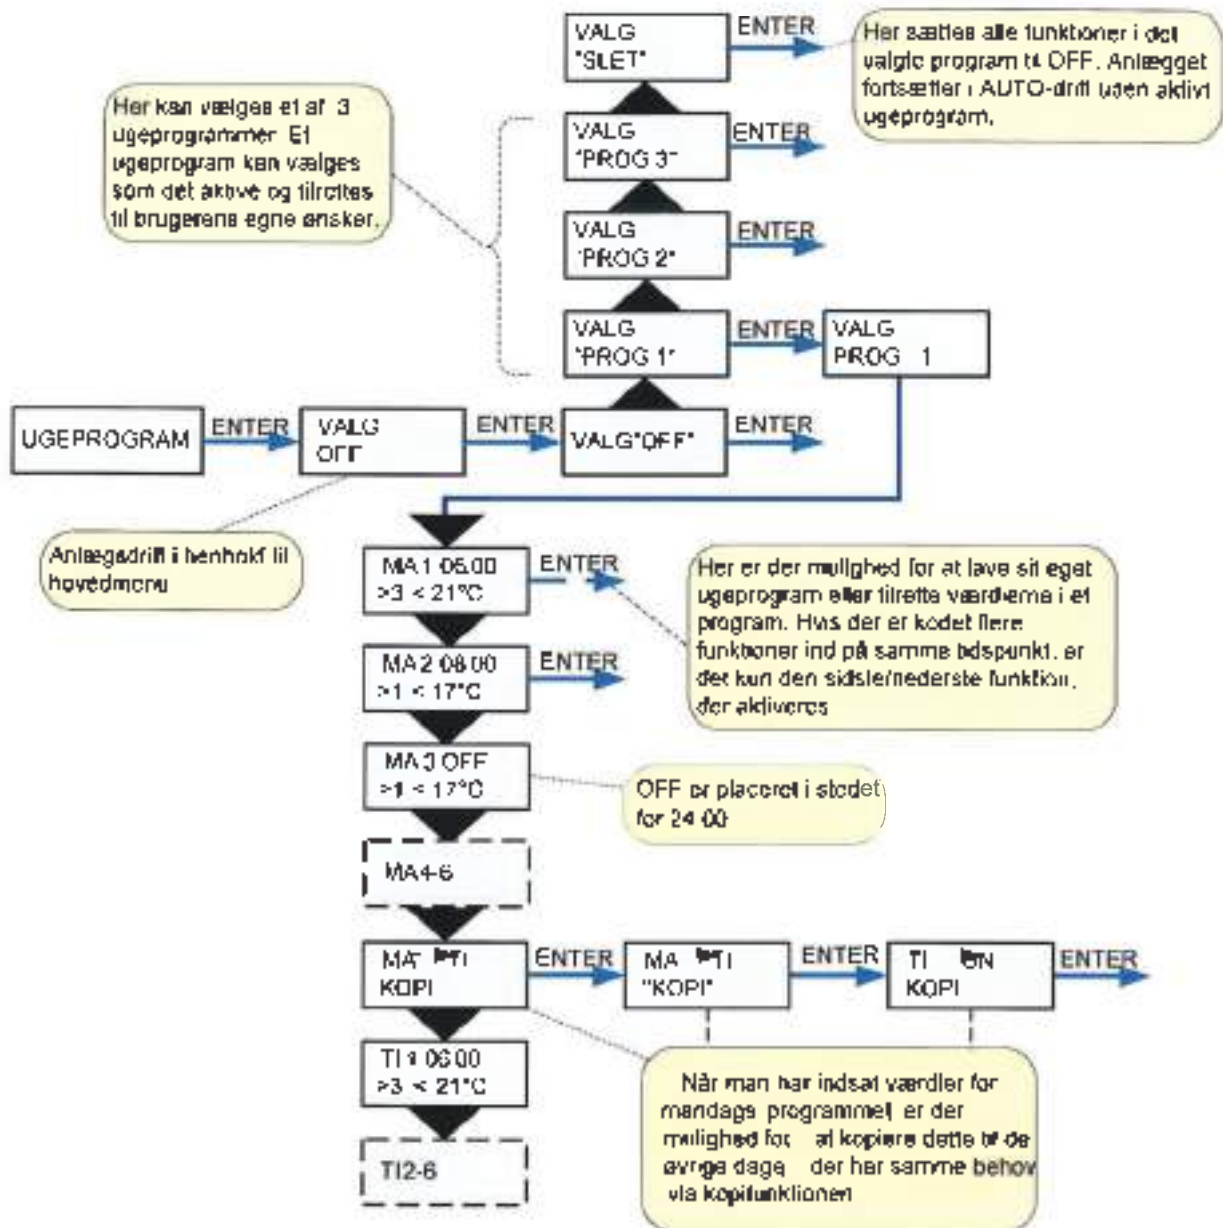 VALG
"SLET"
ENTER
Her sættes alle funktioner i det
valgte program til OFF. Anlægget
fortsætter i AUTO-drift uden aktivt
ugeprogram.
Her kan vælges et af 3
ugeprogrammer. Et
ugeprogram kan vælges
som det aktive og tilrettes
til brugerens egne ønsker.
VALG
"PROG 3"
ENTER
VALG
"PROG 2"
ENTER
VALG
"PROG 1"
ENTER
VALG
PROG 1
UGEPROGRAM
ENTER
VALG
OFF
ENTER
VALG"OFF"
ENTER
Anlægsdrift i henhold til
hovedmenu
MA 1 06.00
>3 < 21°C
ENTER
Her er der mulighed for at lave sit eget
ugeprogram eller tilrette værdierne i et
program. Hvis der er kodet flere
funktioner ind på samme tidspunkt, er
det kun den sidste/nederste funktion,
der aktiveres
MA 2 08.00
>1 < 17°C
ENTER
MA 3 OFF
>1 < 17°C
OFF er placeret i stedet
for 24 00
MA4-6
MA TI
KOPI
ENTER
MA TI
"KOPI"
ENTER
TI ON
KOPI
ENTER
TI 1 06 00
>3 < 21°C
Når man har indsat værdier for
mandags programmet, er der
mulighed for at kopiere dette til de
øvrige dage der har samme behov
via kopifunktionen
TI2-6